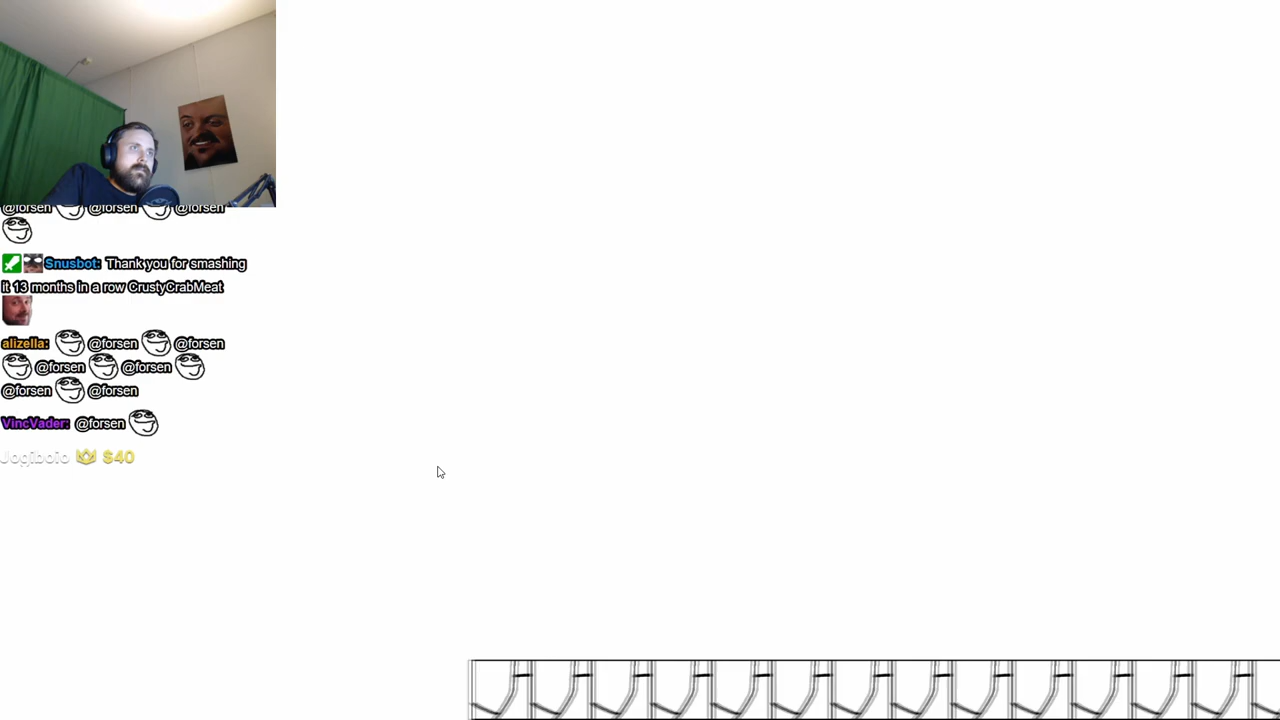 @forsen @forsen @forsen
Snusbot: Thank you for smashing
it 13 months in a row CrustyCrabMeat
alizella: @forsen @forsen
@forsen @forsen
@forsen @forsen
VincVader: @forsen
Jogiboio $40